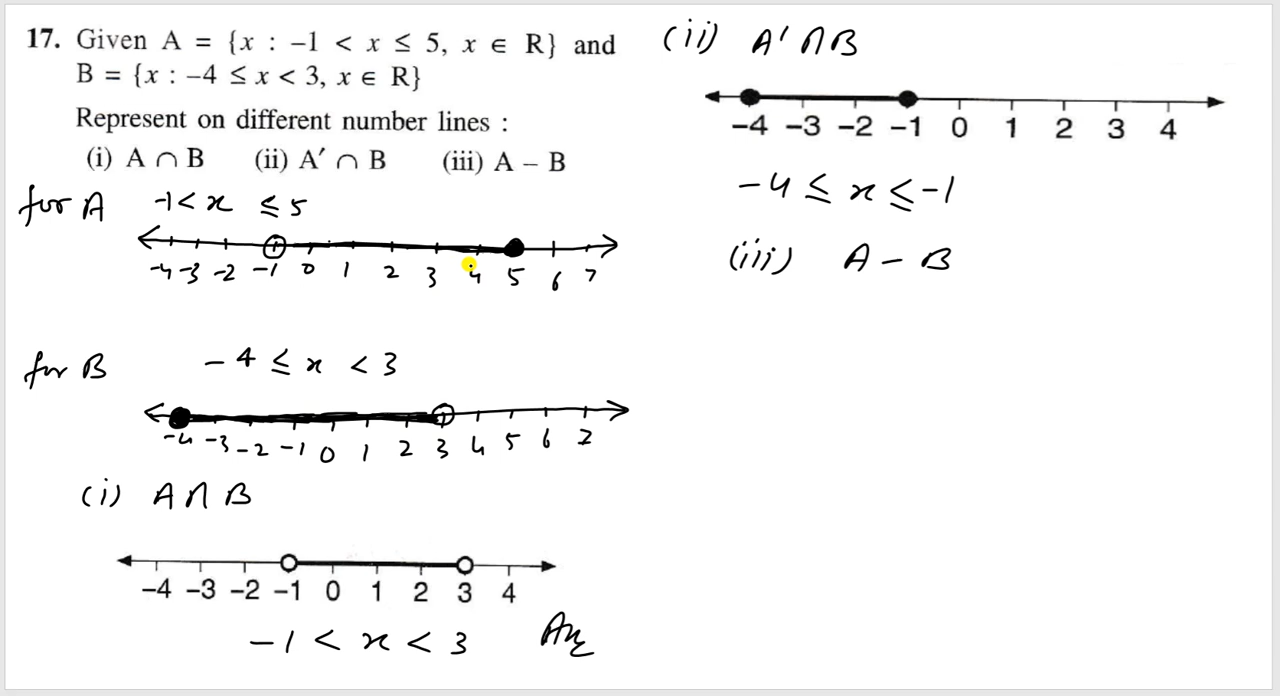 17. Given A = {x : –1 < x ≤ 5, x ∈ R} and
B = {x : –4 ≤ x < 3, x ∈ R}
Represent on different number lines :
(i) A ∩ B (ii) A′ ∩ B (iii) A – B
for A -1 < x ≤ 5
-4 -3 -2 -1 0 1 2 3 4 5 6 7
for B - 4 ≤ x < 3
-4 -3 -2 -1 0 1 2 3 4 5 6 7
(i) A ∩ B
–4 –3 –2 –1 0 1 2 3 4
-1 < x < 3 Ans
(ii) A' ∩ B
–4 –3 –2 –1 0 1 2 3 4
-4 ≤ x ≤ -1
(iii) A - B